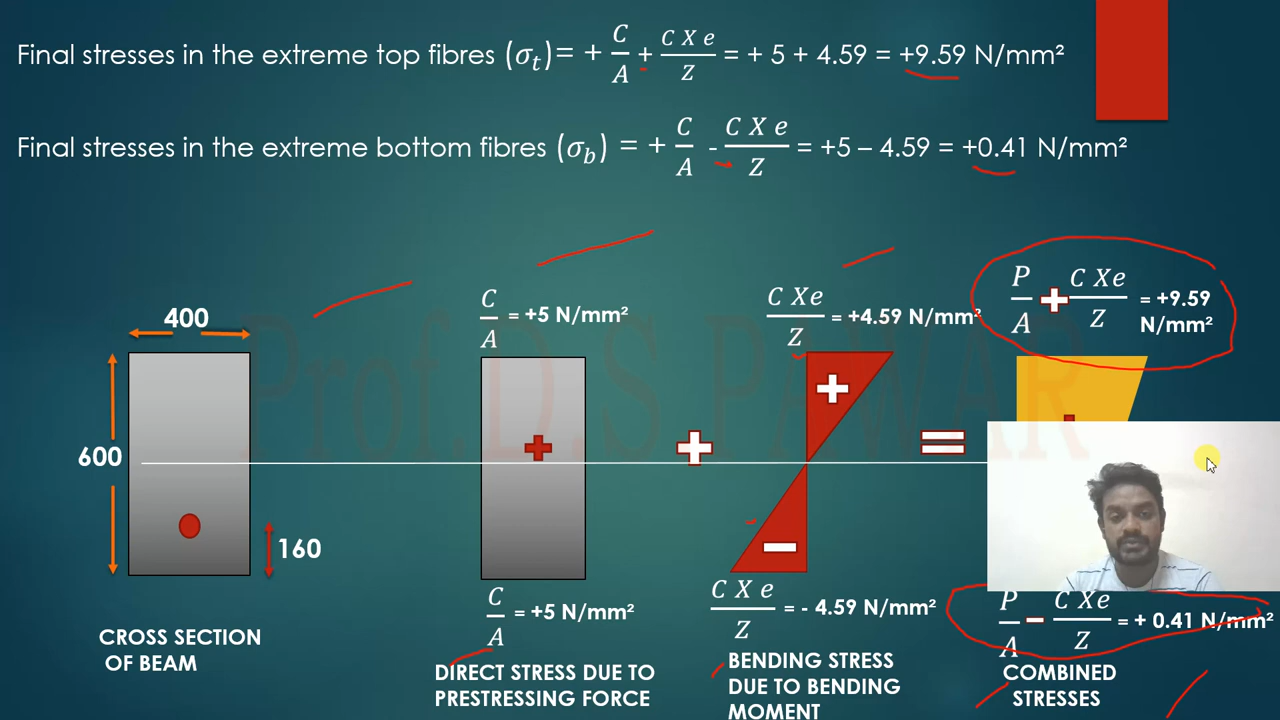 Final stresses in the extreme top fibres (σt)= + C/A + C X e/Z = + 5 + 4.59 = +9.59 N/mm²
Final stresses in the extreme bottom fibres (σb) = + C/A - C X e/Z = +5 – 4.59 = +0.41 N/mm²
400
600
160
CROSS SECTION
OF BEAM
C/A = +5 N/mm²
+
C/A = +5 N/mm²
DIRECT STRESS DUE TO
PRESTRESSING FORCE
+
C Xe/Z = +4.59 N/mm²
+
−
C X e/Z = - 4.59 N/mm²
BENDING STRESS
DUE TO BENDING
MOMENT
=
P/A + C Xe/Z = +9.59
N/mm²
P/A − C Xe/Z = + 0.41 N/mm²
COMBINED
STRESSES
Prof.D.S PAWAR